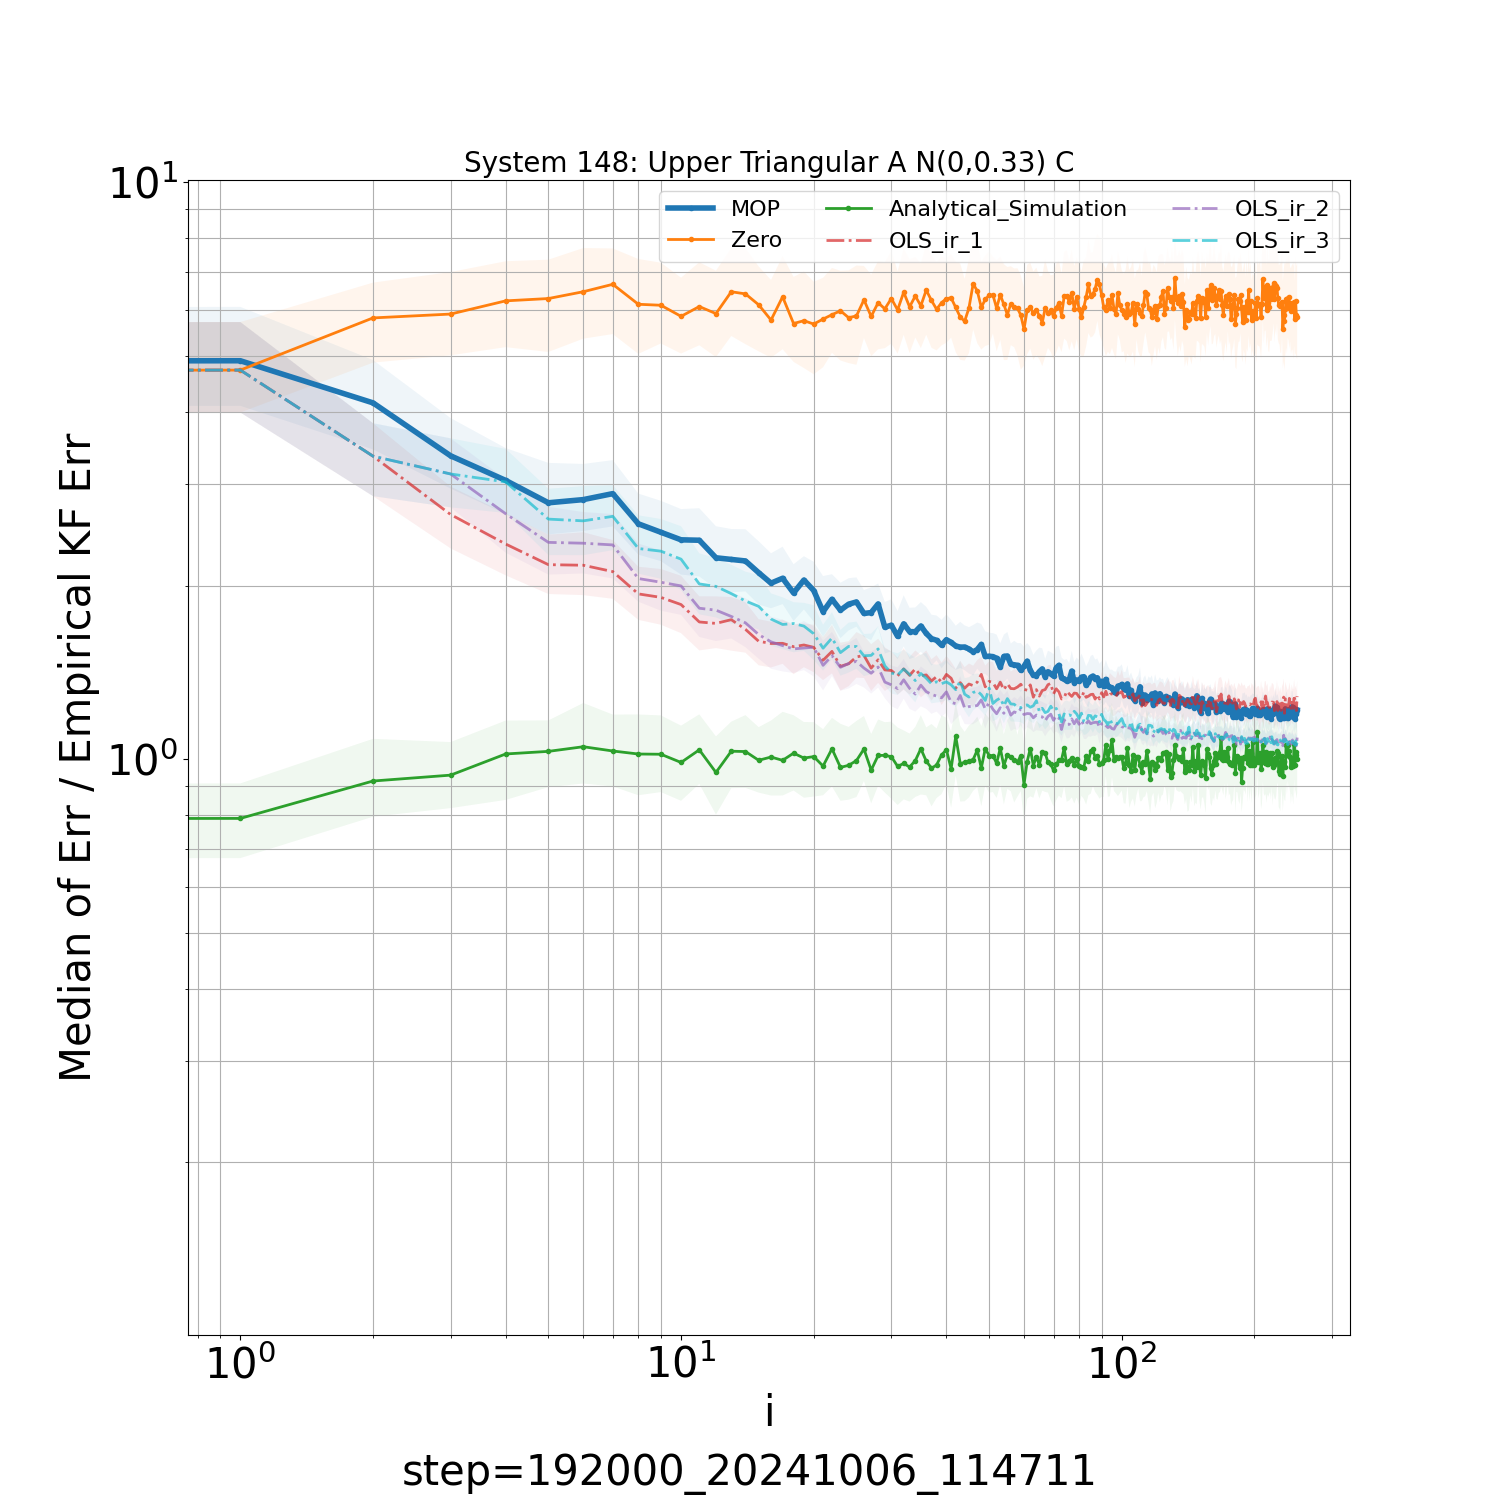 System 148: Upper Triangular A N(0,0.33) C
10¹
MOP
Zero
Analytical_Simulation
OLS_ir_1
OLS_ir_2
OLS_ir_3
Median of Err / Empirical KF Err
10⁰
10⁰
10¹
10²
i
step=192000_20241006_114711